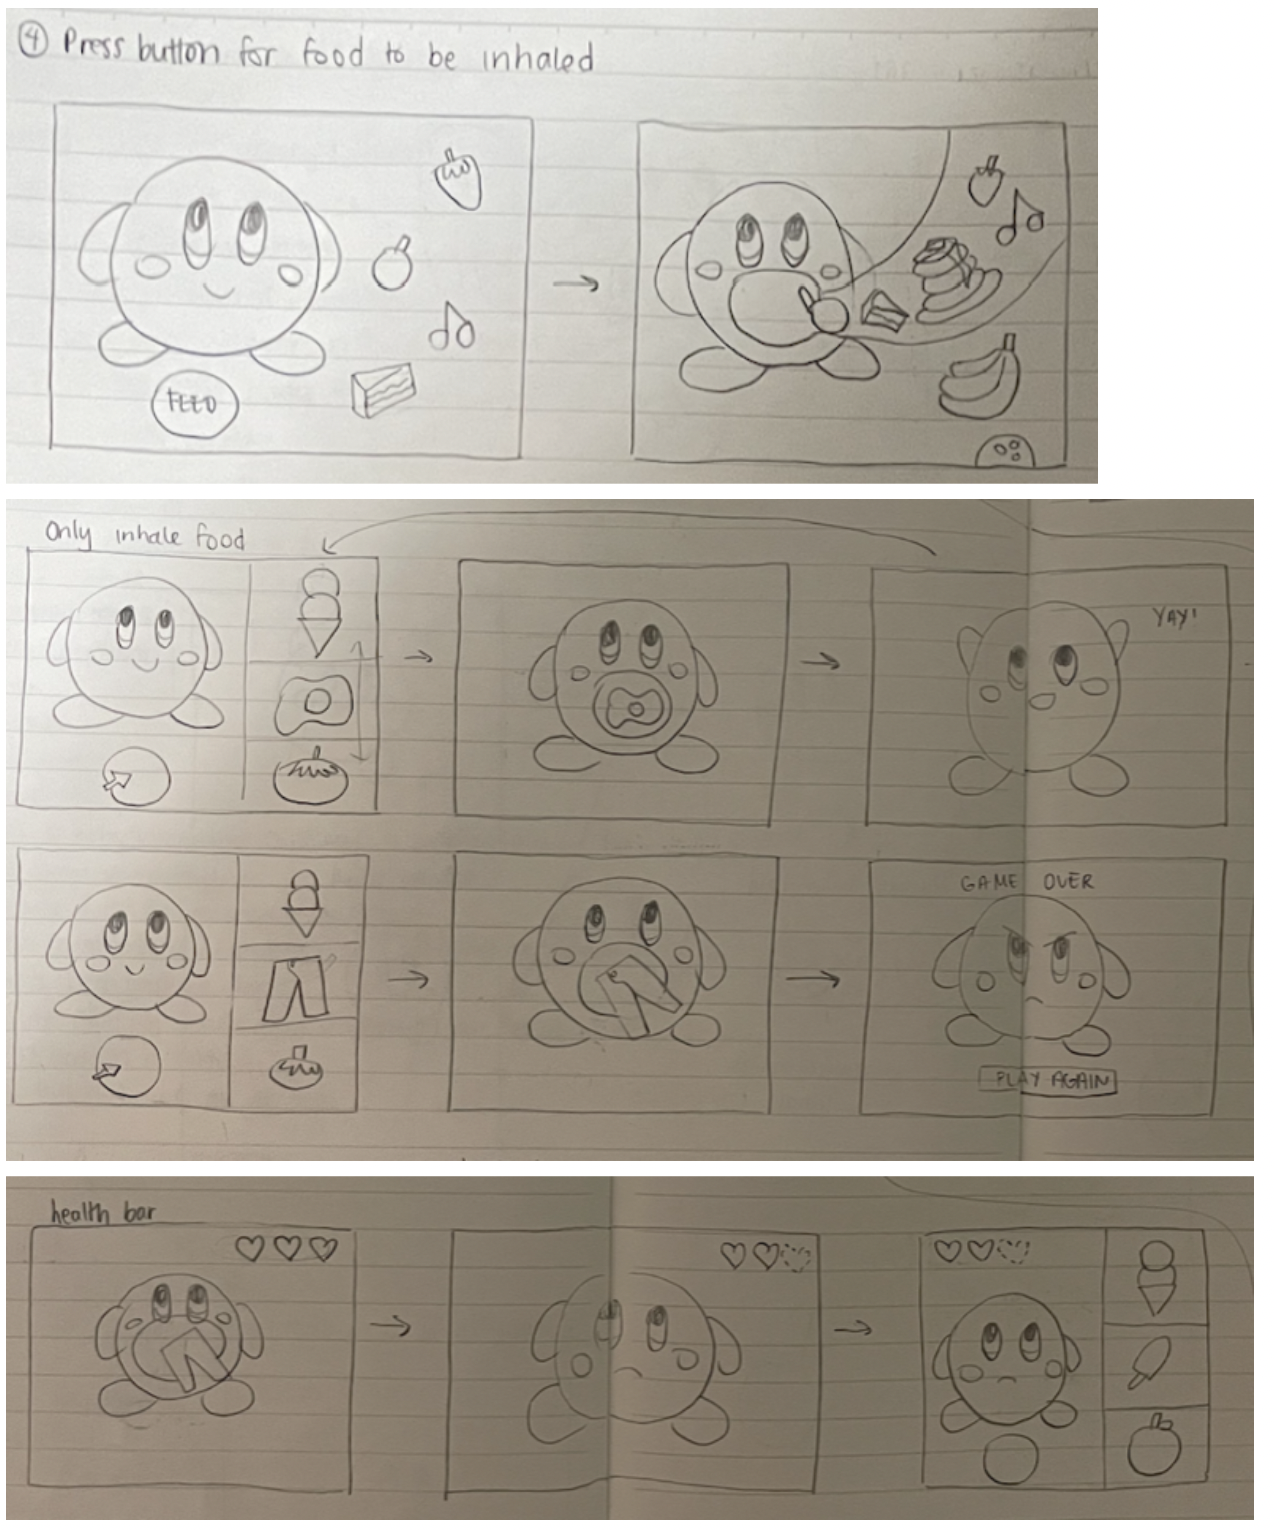 ④ Press button for food to be inhaled
FEED
Only inhale food
YAY!
GAME OVER
PLAY AGAIN
health bar